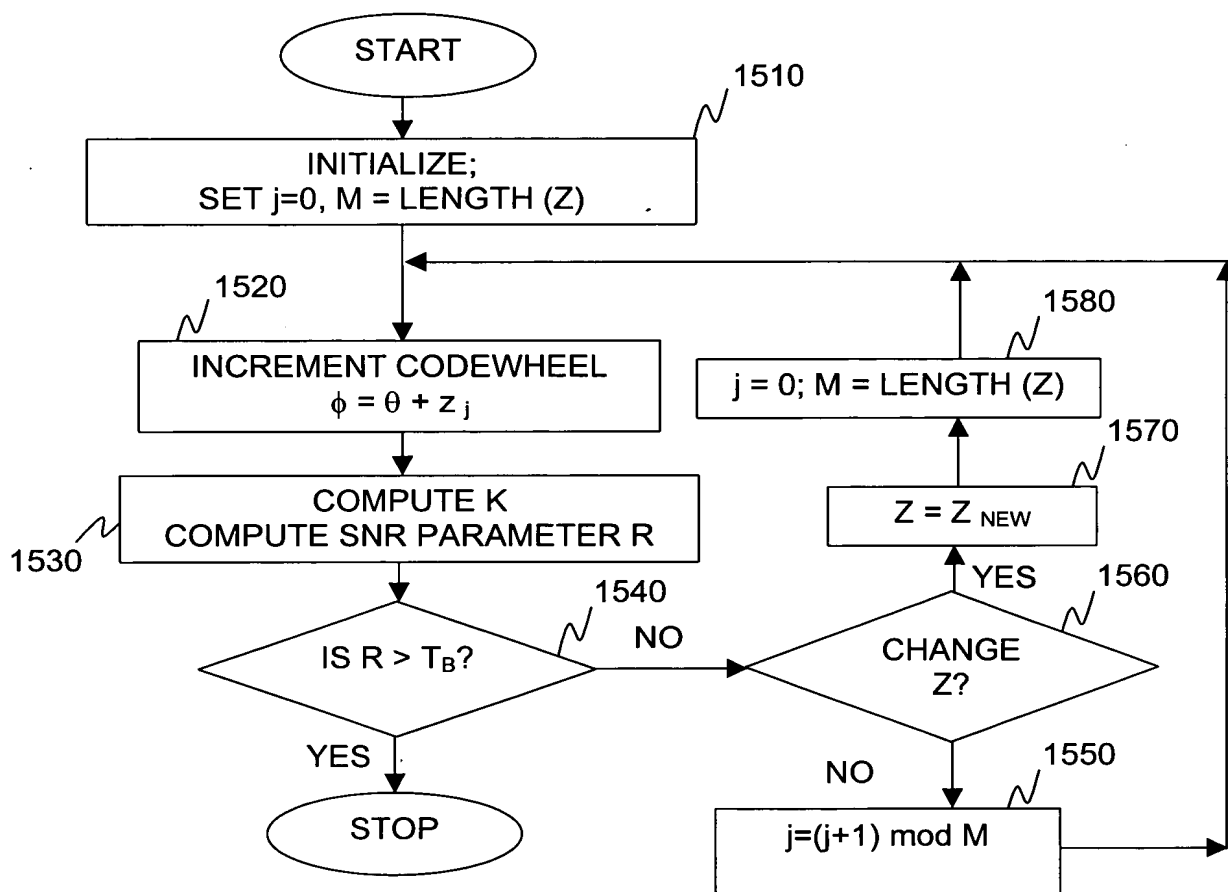 START
1510
INITIALIZE;
SET j=0, M = LENGTH (Z)
1520
INCREMENT CODEWHEEL
ϕ = θ + z j
1580
j = 0; M = LENGTH (Z)
1570
Z = Z NEW
COMPUTE K
COMPUTE SNR PARAMETER R
1530
1540
IS R > TB?
NO
YES
1560
CHANGE
Z?
YES
STOP
NO
1550
j=(j+1) mod M